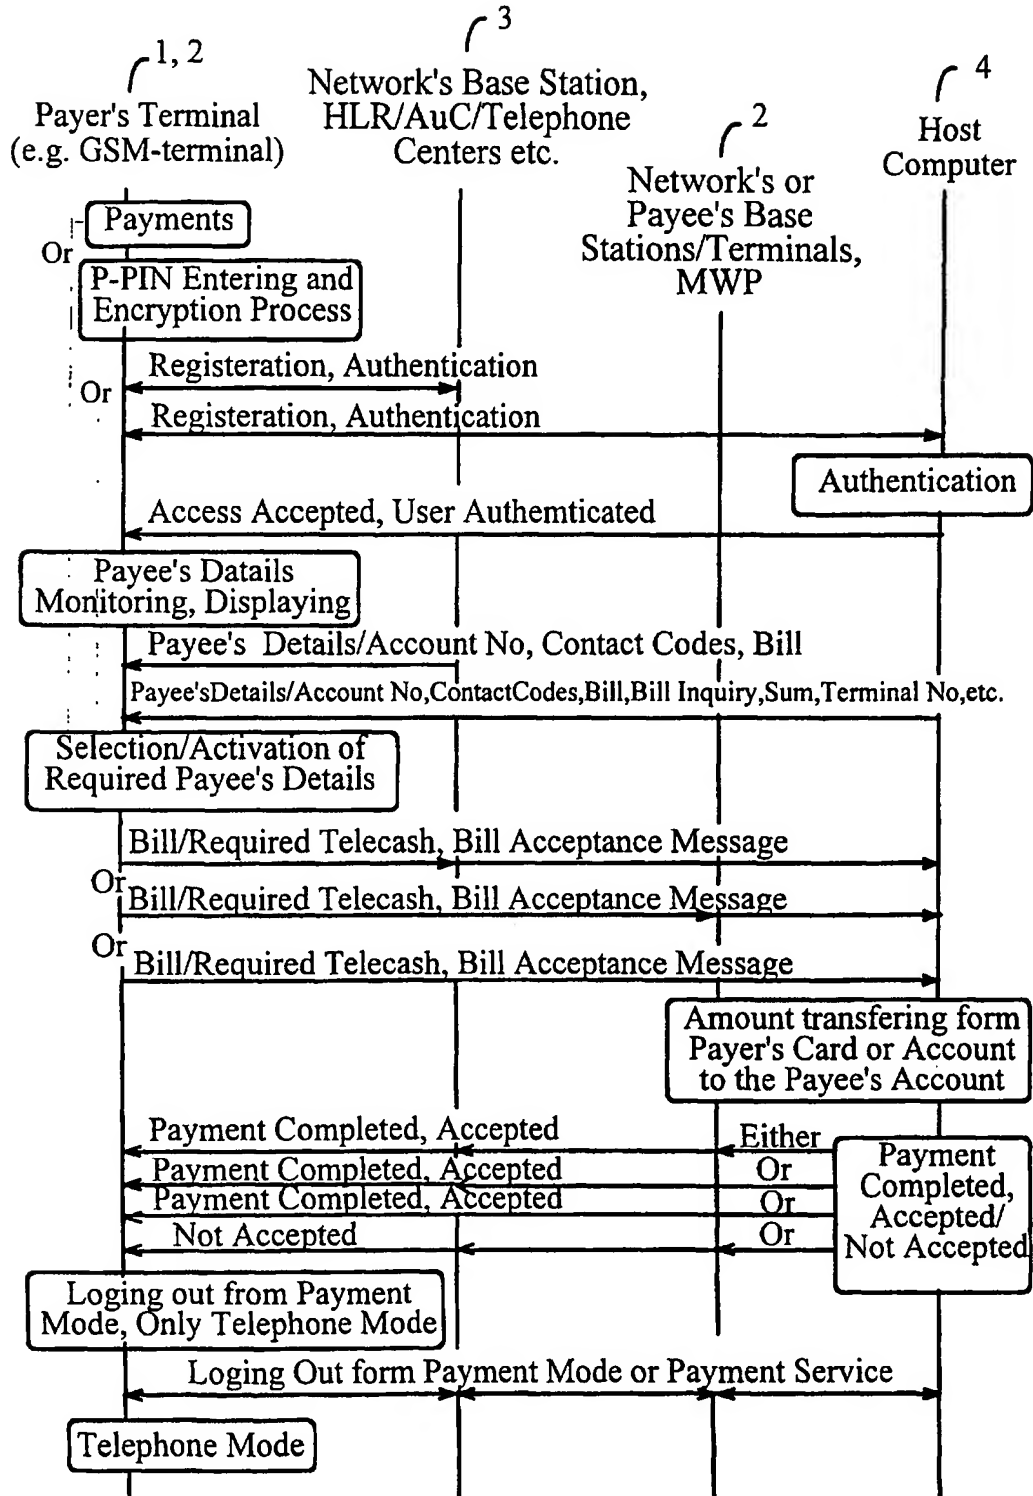 3
1, 2
4
Network's Base Station,
HLR/AuC/Telephone
Centers etc.
Payer's Terminal
(e.g. GSM-terminal)
2
Host
Computer
Network's or
Payee's Base
Stations/Terminals,
MWP
Payments
Or
P-PIN Entering and
Encryption Process
Registeration, Authentication
Or
Registeration, Authentication
Authentication
Access Accepted, User Authemticated
Payee's Datails
Monitoring, Displaying
Payee's Details/Account No, Contact Codes, Bill
Payee'sDetails/Account No,ContactCodes,Bill,Bill Inquiry,Sum,Terminal No,etc.
Selection/Activation of
Required Payee's Details
Bill/Required Telecash, Bill Acceptance Message
Or
Bill/Required Telecash, Bill Acceptance Message
Or
Bill/Required Telecash, Bill Acceptance Message
Amount transfering form
Payer's Card or Account
to the Payee's Account
Payment Completed, Accepted
Either
Payment Completed, Accepted
Or
Payment Completed, Accepted
Or
Not Accepted
Or
Payment
Completed,
Accepted/
Not Accepted
Loging out from Payment
Mode, Only Telephone Mode
Loging Out form Payment Mode or Payment Service
Telephone Mode